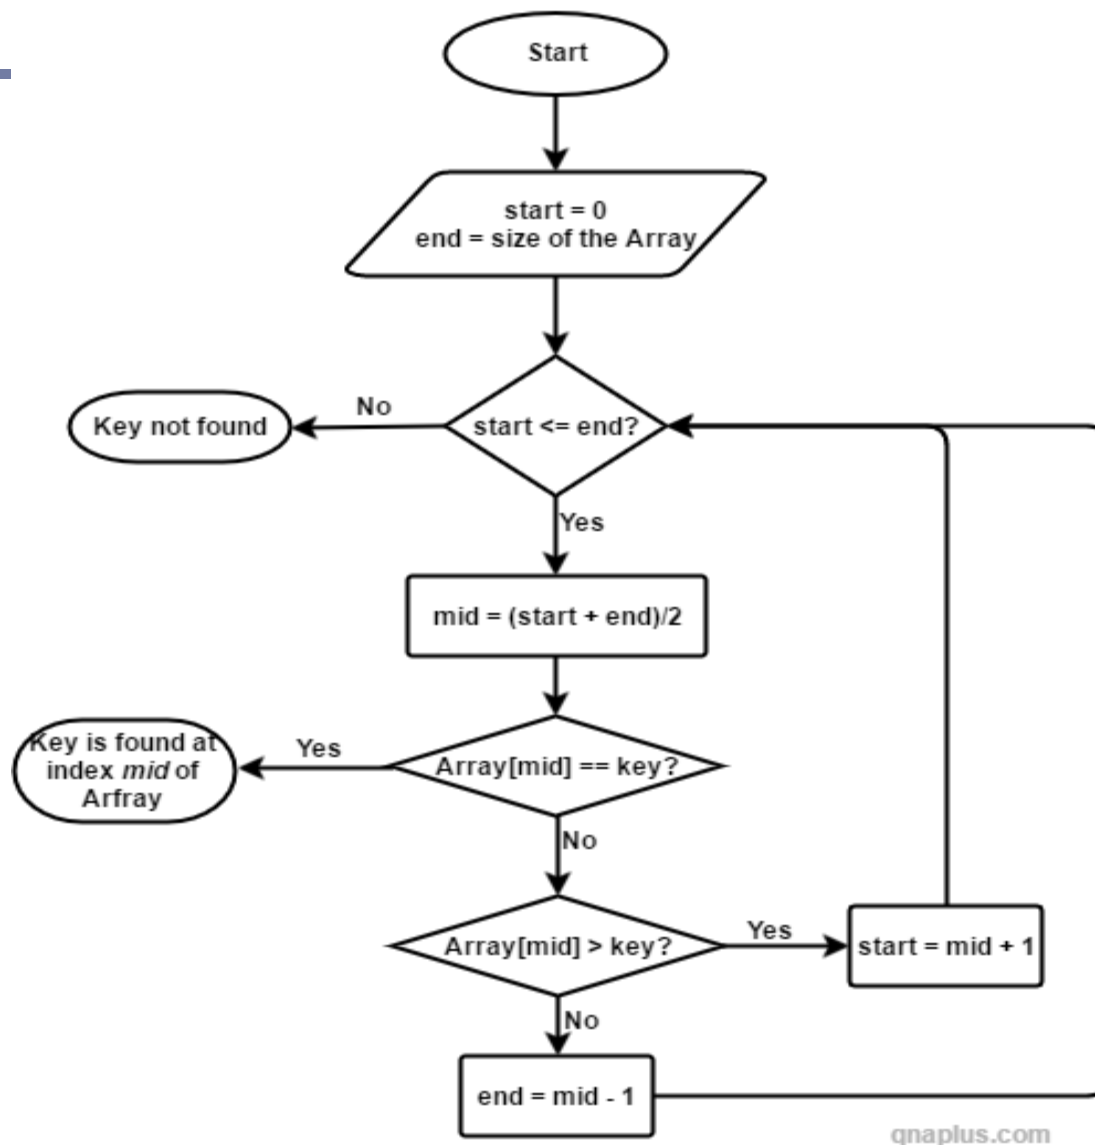 Start
start = 0
end = size of the Array
start <= end?
No
Key not found
Yes
mid = (start + end)/2
Array[mid] == key?
Yes
Key is found at
index mid of
Arfray
No
Array[mid] > key?
Yes
start = mid + 1
No
end = mid - 1
qnaplus.com